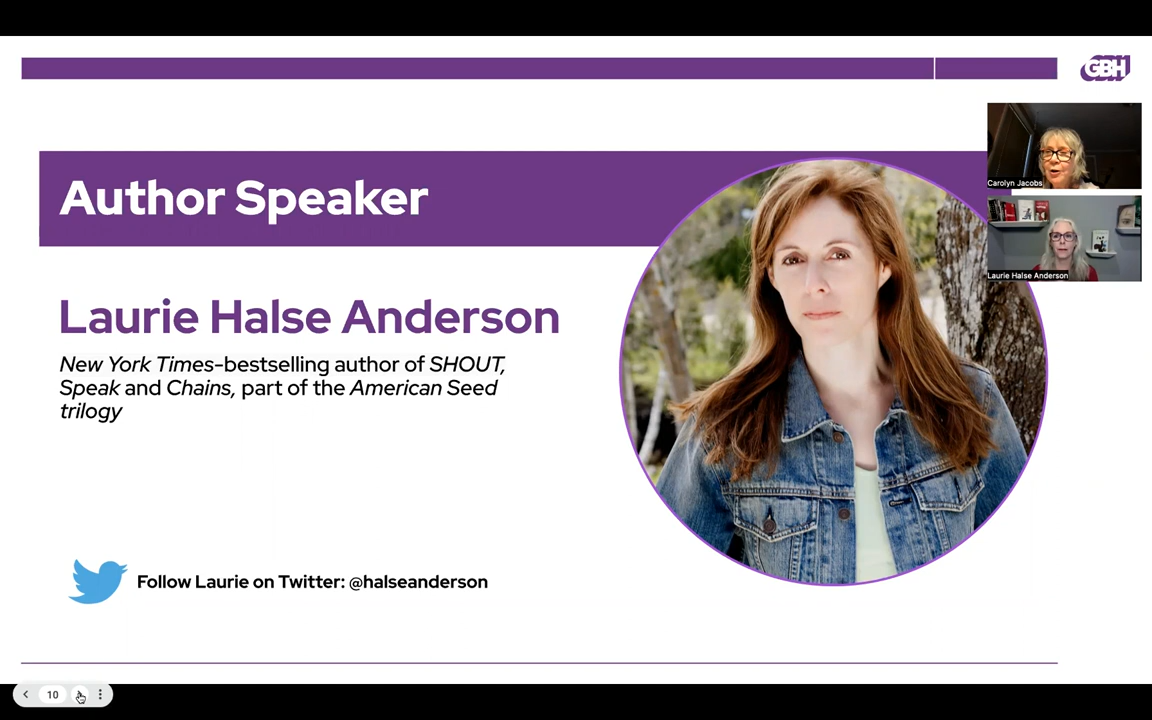 GBH
Author Speaker
Carolyn Jacobs
Laurie Halse Anderson
Laurie Halse Anderson
New York Times-bestselling author of SHOUT,
Speak and Chains, part of the American Seed
trilogy
Follow Laurie on Twitter: @halseanderson
10